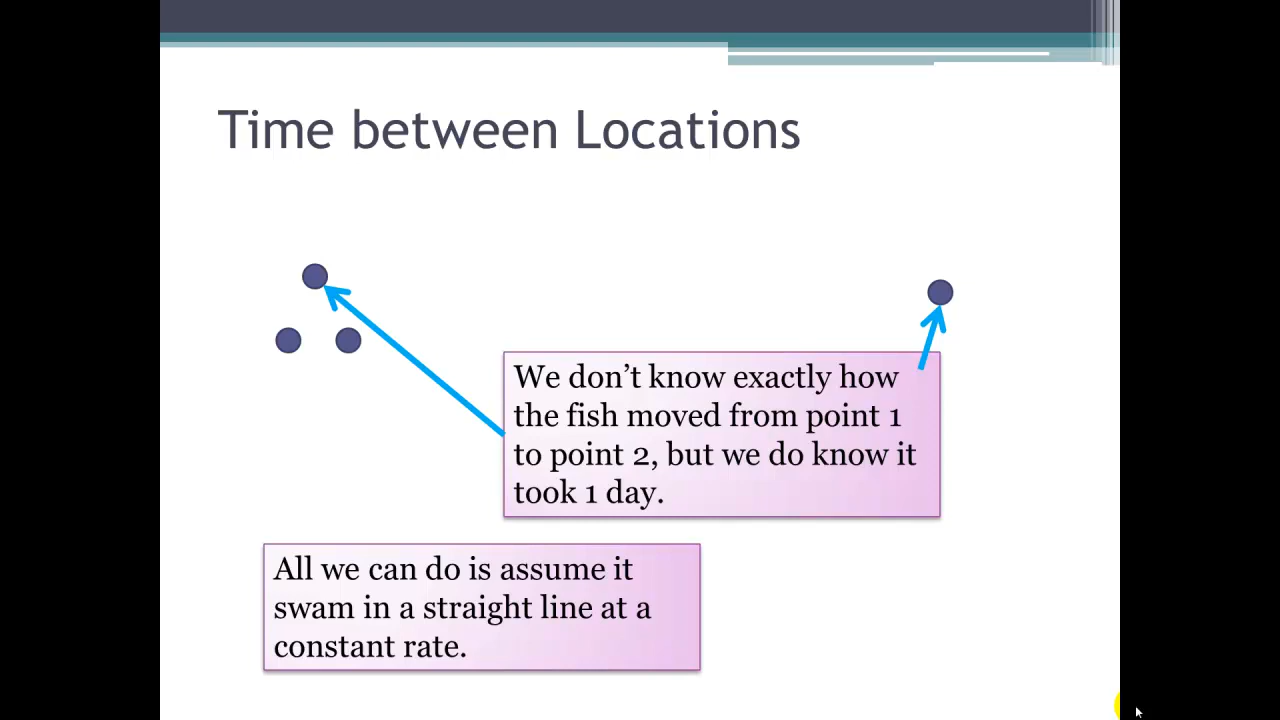 Time between Locations
We don’t know exactly how
the fish moved from point 1
to point 2, but we do know it
took 1 day.
All we can do is assume it
swam in a straight line at a
constant rate.